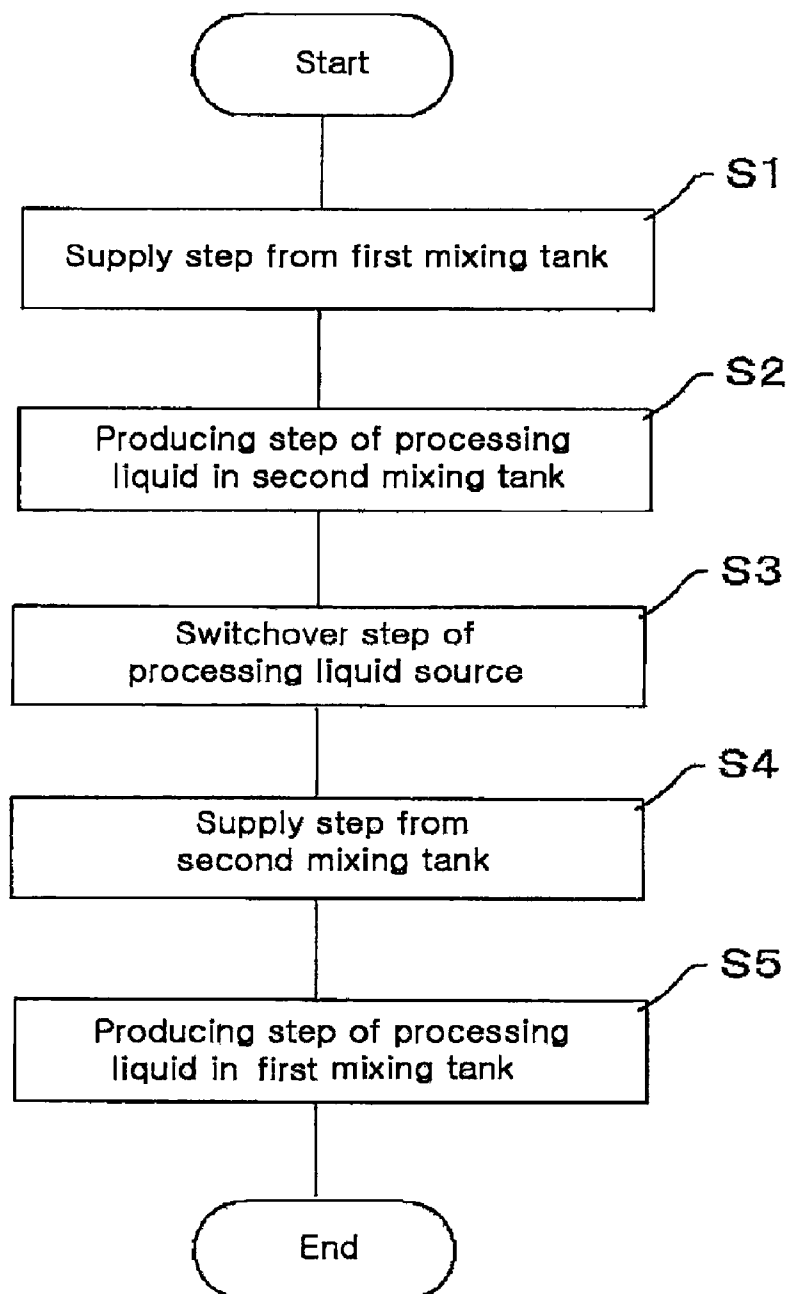 Start
S1
Supply step from first mixing tank
S2
Producing step of processing
liquid in second mixing tank
S3
Switchover step of
processing liquid source
S4
Supply step from
second mixing tank
S5
Producing step of processing
liquid in first mixing tank
End